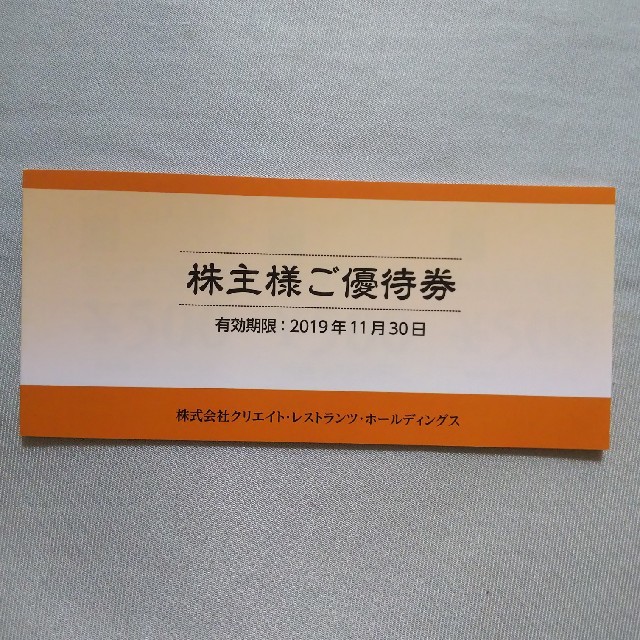 株主様ご優待券
有効期限：2019年11月30日
株式会社クリエイト・レストランツ・ホールディングス